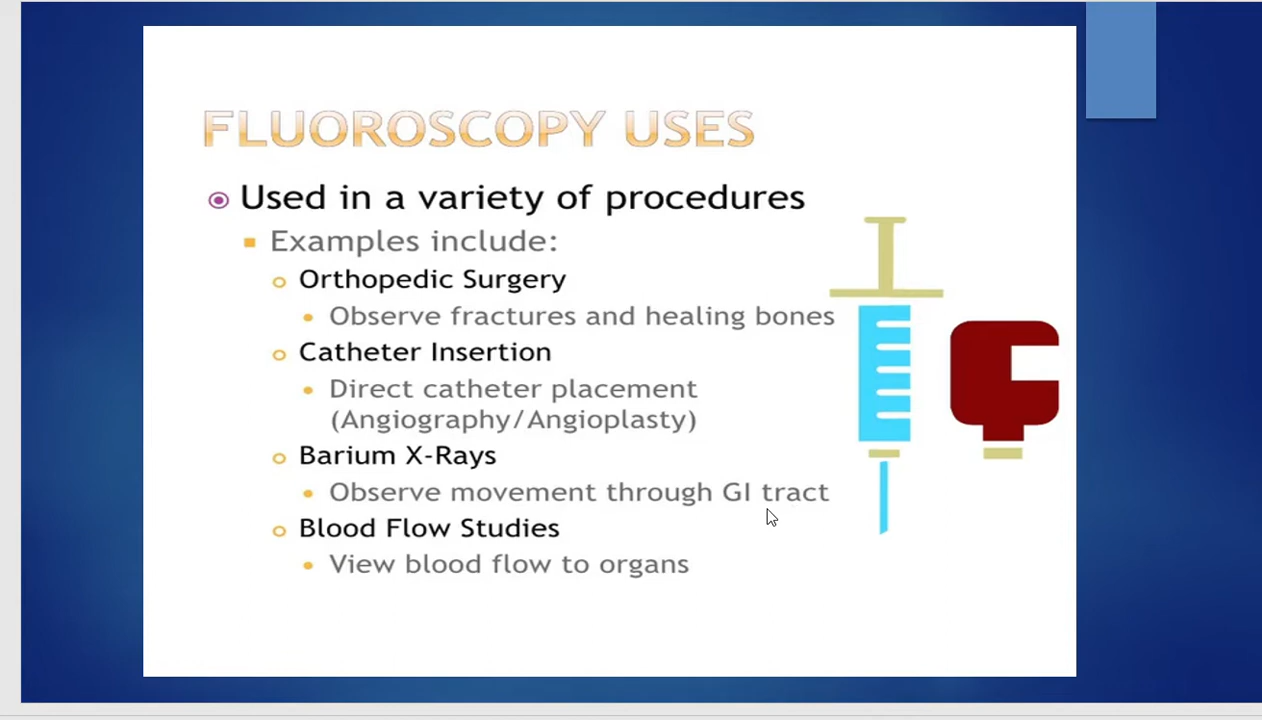 FLUOROSCOPY USES
Used in a variety of procedures
Examples include:
Orthopedic Surgery
Observe fractures and healing bones
Catheter Insertion
Direct catheter placement
(Angiography/Angioplasty)
Barium X-Rays
Observe movement through GI tract
Blood Flow Studies
View blood flow to organs